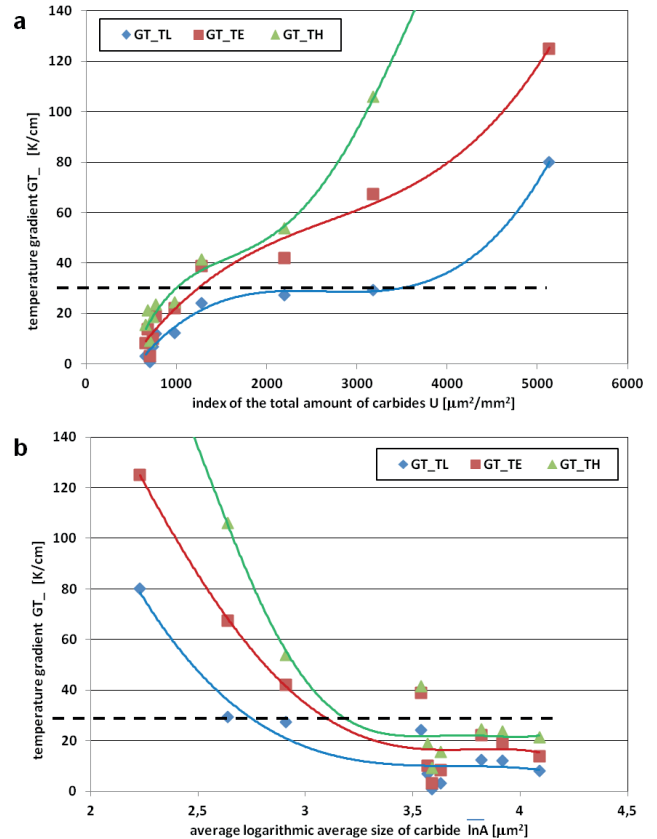 a
140
120
100
80
60
40
20
0
temperature gradient GT_ [K/cm]
GT_TL GT_TE GT_TH
0 1000 2000 3000 4000 5000 6000
index of the total amount of carbides U [µm²/mm²]
b
140
120
100
80
60
40
20
0
temperature gradient GT_ [K/cm]
GT_TL GT_TE GT_TH
2 2,5 3 3,5 4 4,5
average logarithmic average size of carbide lnA [µm²]